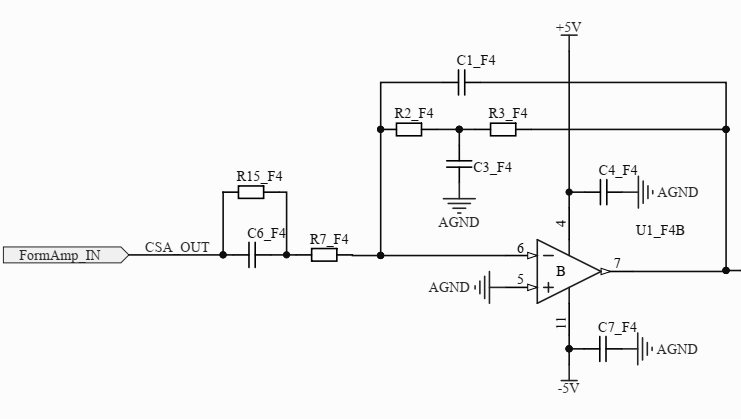 +5V
C1_F4
R2_F4
R3_F4
C3_F4
AGND
R15_F4
C4_F4
AGND
4
U1_F4B
C6_F4
R7_F4
FormAmp_IN
CSA_OUT
6
7
B
AGND
5
11
C7_F4
AGND
-5V